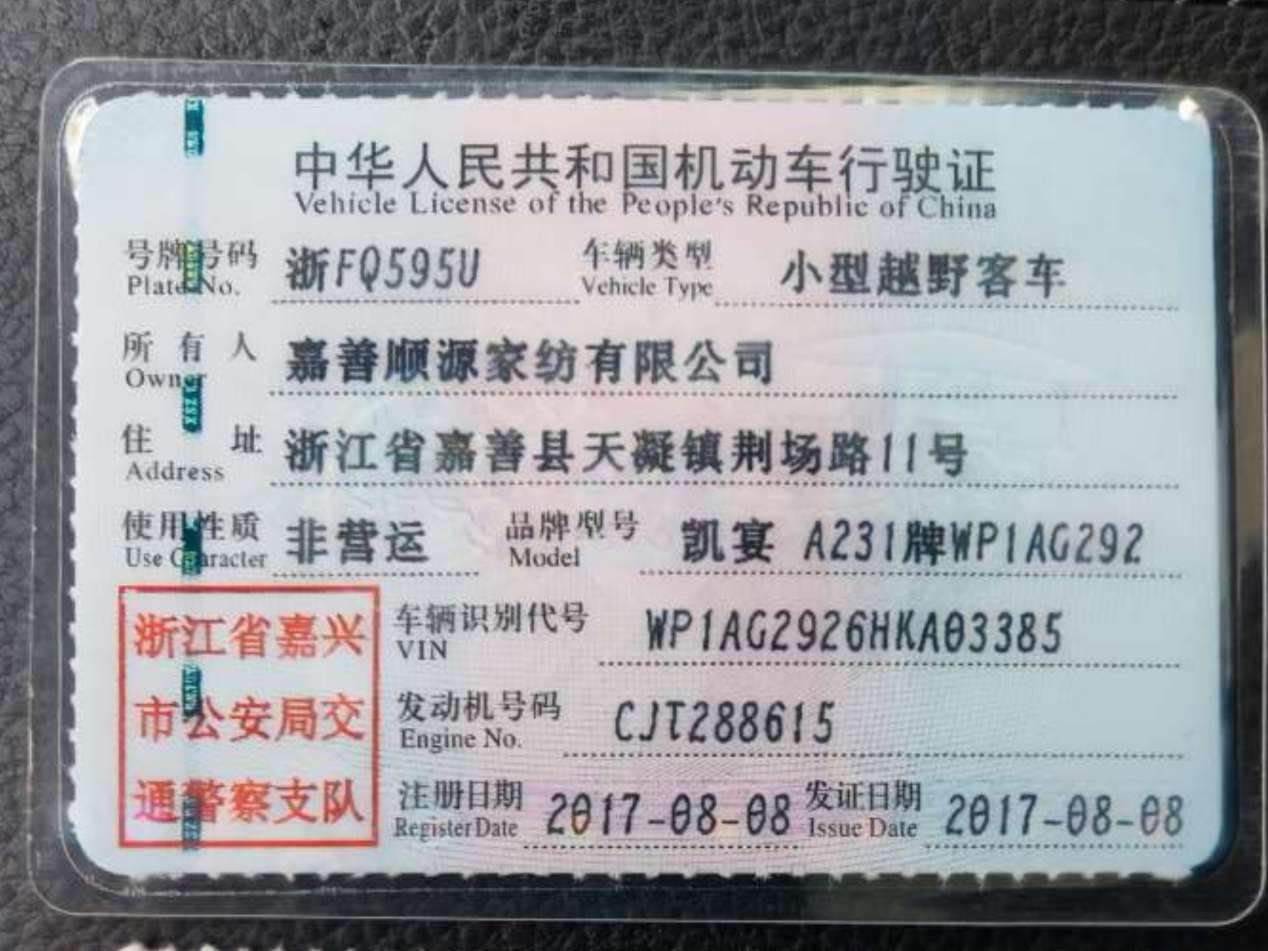 中华人民共和国机动车行驶证
Vehicle License of the People's Republic of China
号牌号码 浙FQ595U 车辆类型 小型越野客车
Plate No. Vehicle Type
所有人 嘉善顺源家纺有限公司
Owner
住址 浙江省嘉善县天凝镇荆场路11号
Address
使用性质 非营运 品牌型号 凯宴 A231牌WP1AG292
Use Character Model
浙江省嘉兴
市公安局交
通警察支队
车辆识别代号 WP1AG2926HKA03385
VIN
发动机号码 CJT288615
Engine No.
注册日期 2017-08-08 发证日期 2017-08-08
Register Date Issue Date